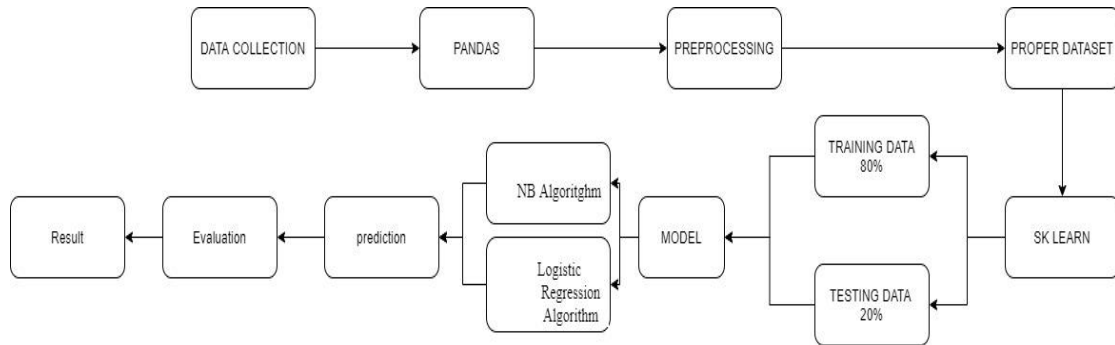 DATA COLLECTION
PANDAS
PREPROCESSING
PROPER DATASET
SK LEARN
TRAINING DATA
80%
TESTING DATA
20%
MODEL
NB Algoritghm
Logistic
Regression
Algorithm
prediction
Evaluation
Result